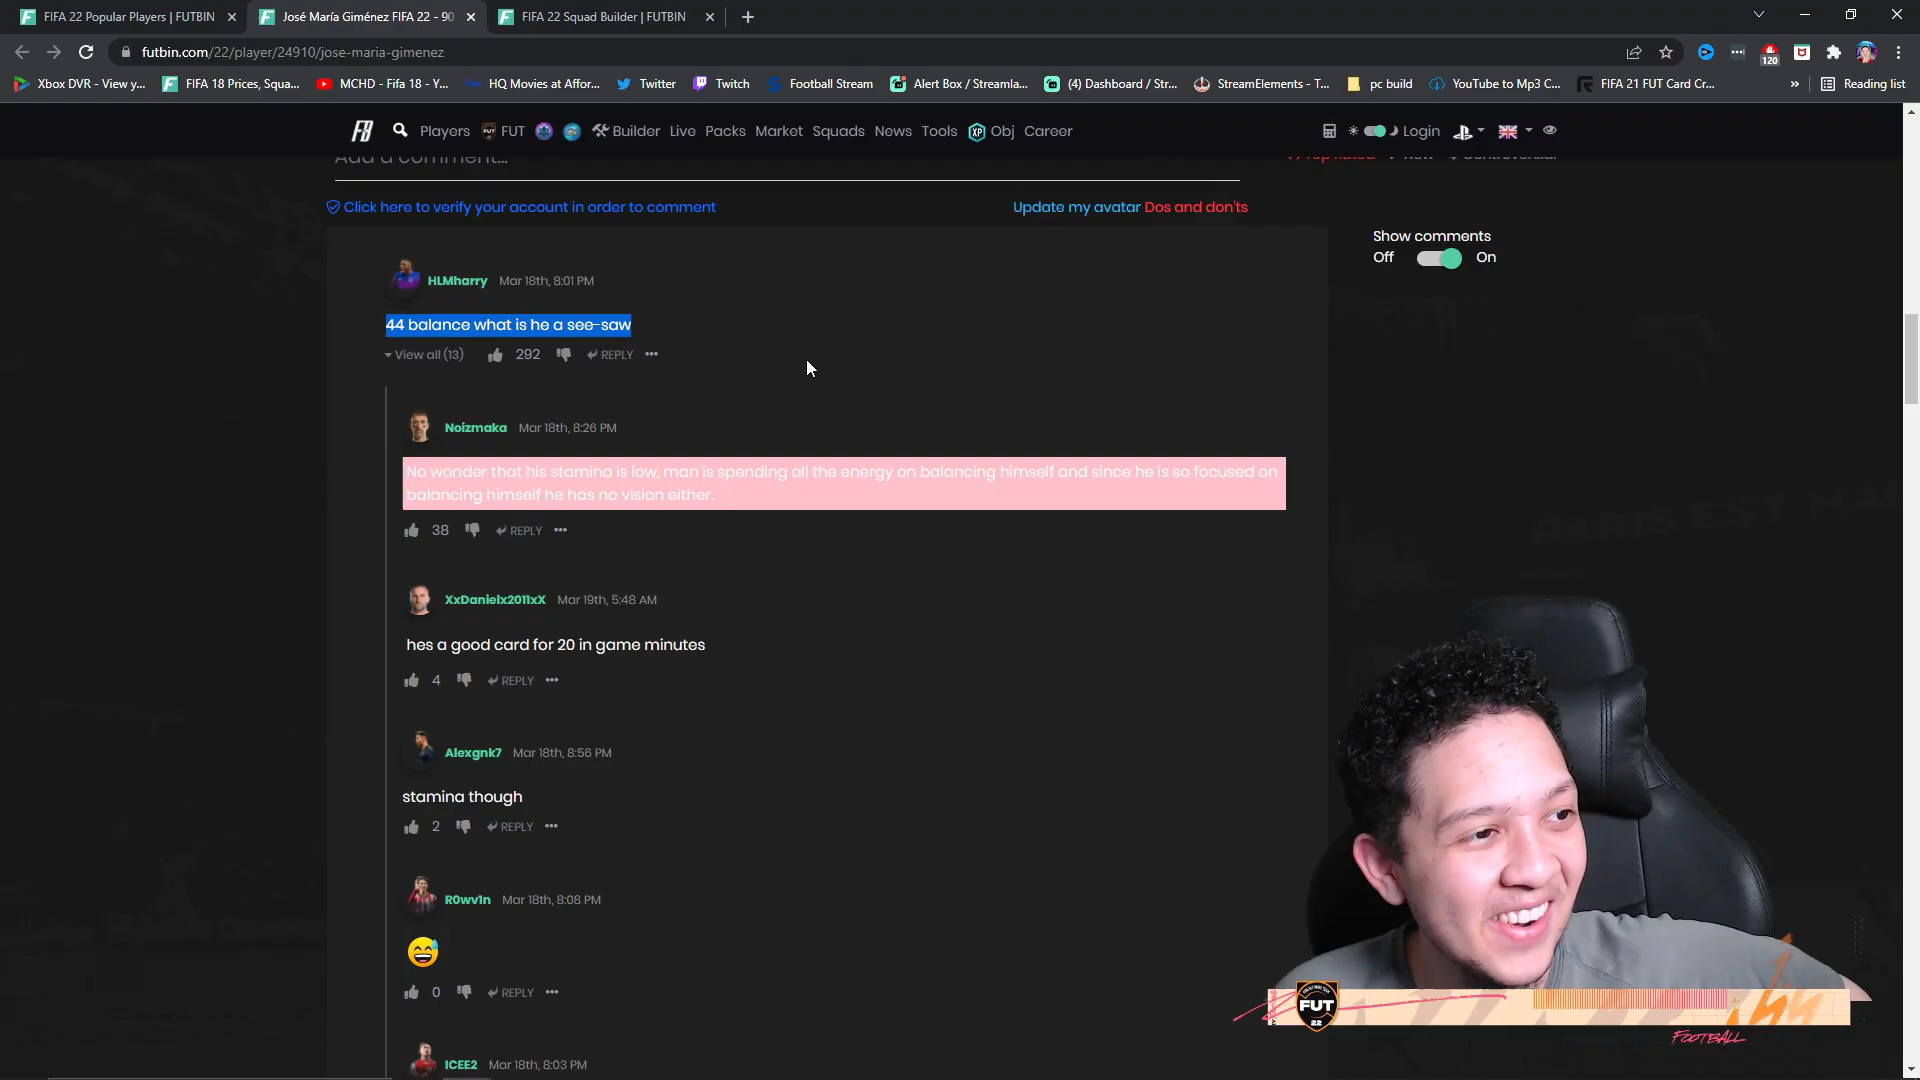 FIFA 22 Popular Players | FUTBIN
José María Giménez FIFA 22 - 90
FIFA 22 Squad Builder | FUTBIN
futbin.com/22/player/24910/jose-maria-gimenez
120
Xbox DVR - View y...
FIFA 18 Prices, Squa...
MCHD - Fifa 18 - Y...
HQ Movies at Affor...
Twitter
Twitch
Football Stream
Alert Box / Streamla...
(4) Dashboard / Str...
StreamElements - T...
pc build
YouTube to Mp3 C...
FIFA 21 FUT Card Cr...
»
Reading list
Players FUT Builder Live Packs Market Squads News Tools XP Obj Career Login
Add a comment...
Click here to verify your account in order to comment
Update my avatar Dos and don'ts
Show comments
Off On
HLMharry Mar 18th, 8:01 PM
44 balance what is he a see-saw
View all (13) 292 REPLY •••
Noizmaka Mar 18th, 8:26 PM
No wonder that his stamina is low, man is spending all the energy on balancing himself and since he is so focused on
balancing himself he has no vision either.
38 REPLY •••
XxDanielx2011xX Mar 19th, 5:48 AM
hes a good card for 20 in game minutes
4 REPLY •••
Alexgnk7 Mar 18th, 8:56 PM
stamina though
2 REPLY •••
R0wv1n Mar 18th, 8:08 PM
😅
0 REPLY •••
ICEE2 Mar 18th, 8:03 PM
FUT
22
FOOTBALL